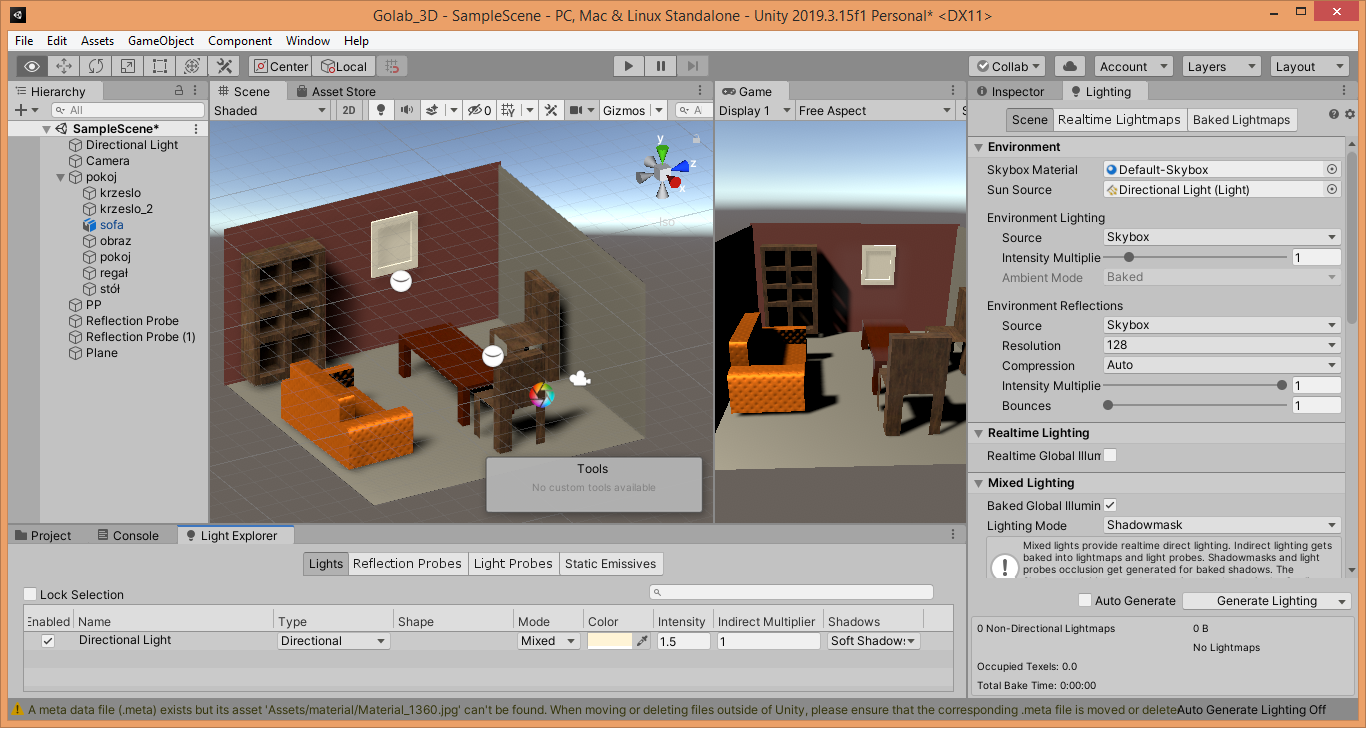 Golab_3D - SampleScene - PC, Mac & Linux Standalone - Unity 2019.3.15f1 Personal* <DX11>
File Edit Assets GameObject Component Window Help
Center Local Collab Account Layers Layout
Hierarchy
All
SampleScene*
Directional Light
Camera
pokoj
krzeslo
krzeslo_2
sofa
obraz
pokoj
regał
stół
PP
Reflection Probe
Reflection Probe (1)
Plane
Scene Asset Store
Shaded 2D 0 Gizmos A
y
z
x
Iso
Tools
No custom tools available
Game
Display 1 Free Aspect S
Inspector Lighting
Scene Realtime Lightmaps Baked Lightmaps
Environment
Skybox Material Default-Skybox
Sun Source Directional Light (Light)
Environment Lighting
Source Skybox
Intensity Multiplie 1
Ambient Mode Baked
Environment Reflections
Source Skybox
Resolution 128
Compression Auto
Intensity Multiplie 1
Bounces 1
Realtime Lighting
Realtime Global Illum
Mixed Lighting
Baked Global Illumin
Lighting Mode Shadowmask
Mixed lights provide realtime direct lighting. Indirect lighting gets
baked into lightmaps and light probes. Shadowmasks and light
probes occlusion get generated for baked shadows. The
Auto Generate Generate Lighting
0 Non-Directional Lightmaps 0 B
No Lightmaps
Occupied Texels: 0.0
Total Bake Time: 0:00:00
Project Console Light Explorer
Lights Reflection Probes Light Probes Static Emissives
Lock Selection
Enabled Name Type Shape Mode Color Intensity Indirect Multiplier Shadows
Directional Light Directional Mixed 1.5 1 Soft Shadows
A meta data file (.meta) exists but its asset 'Assets/material/Material_1360.jpg' can't be found. When moving or deleting files outside of Unity, please ensure that the corresponding .meta file is moved or delete Auto Generate Lighting Off